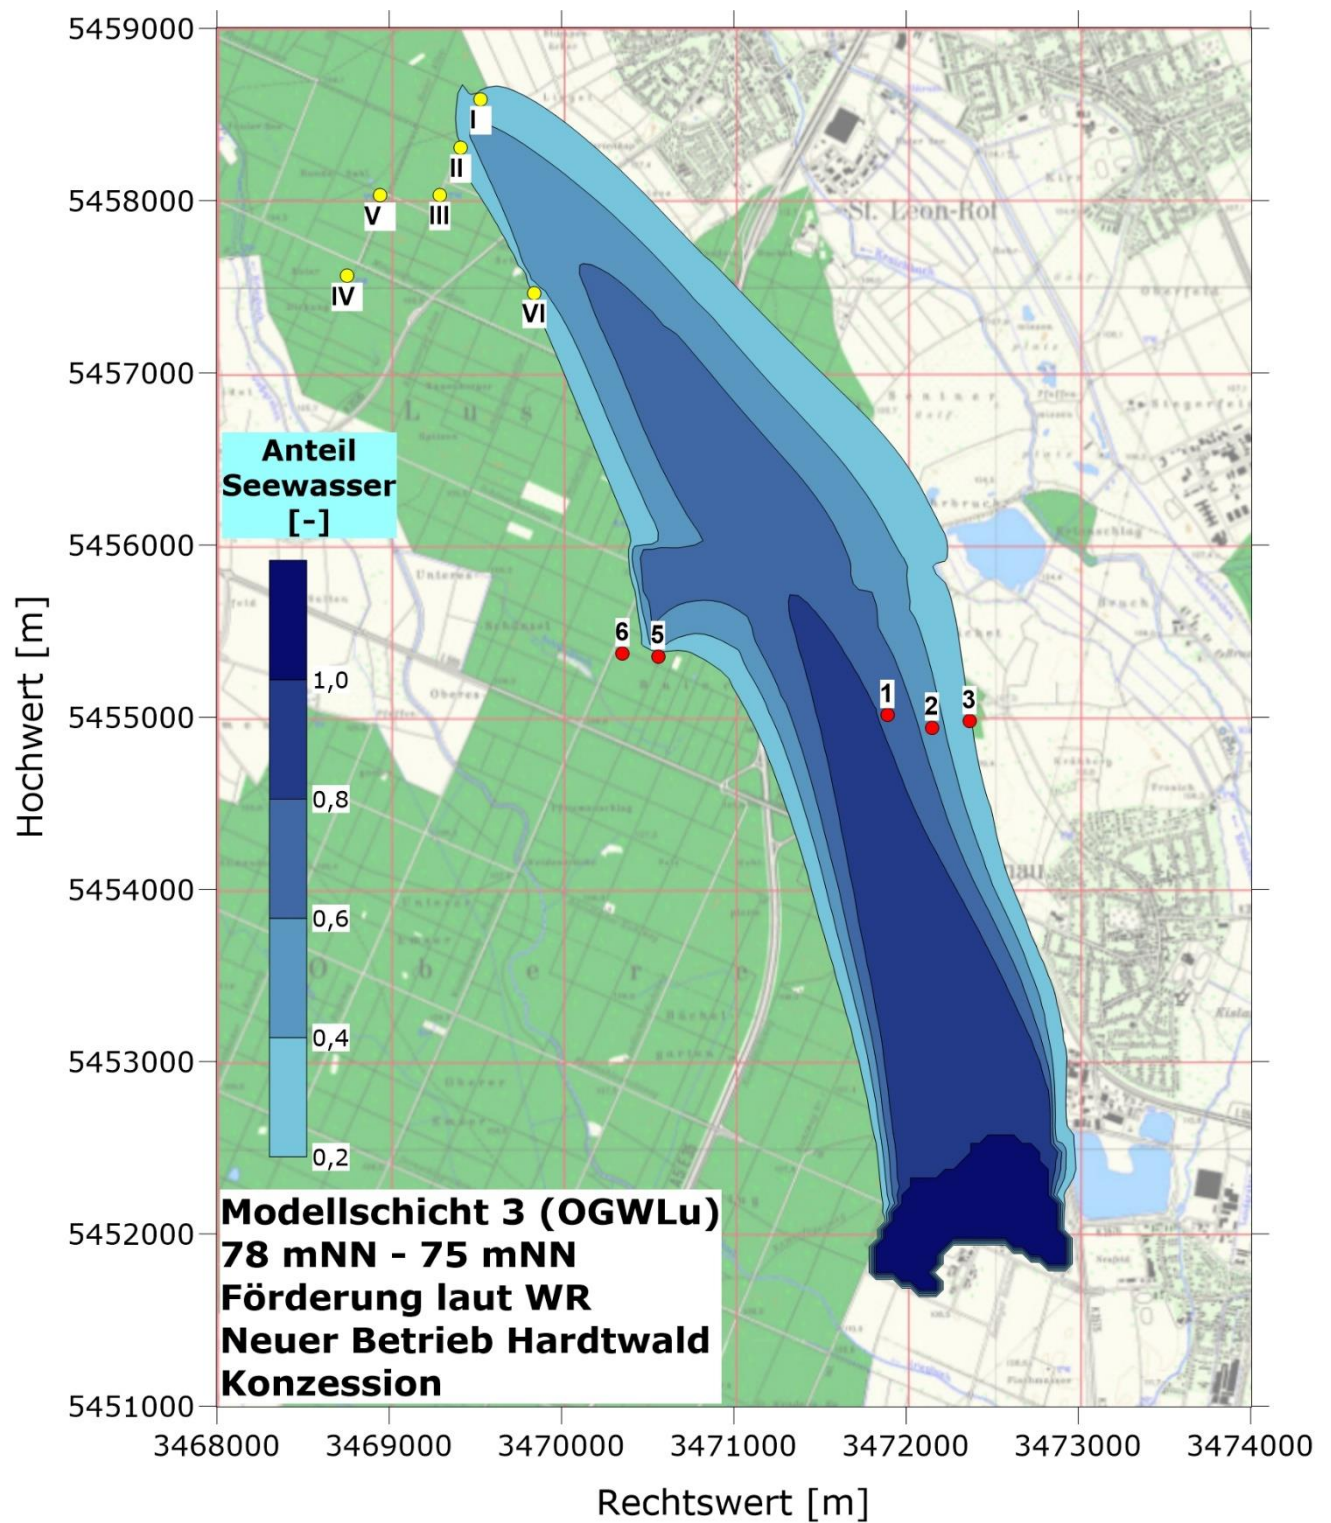 5459000
5458000
5457000
5456000
5455000
5454000
5453000
5452000
5451000
Hochwert [m]
3468000
3469000
3470000
3471000
3472000
3473000
3474000
Rechtswert [m]
I
II
III
V
IV
VI
St. Leon-Rot
L u s
Anteil
Seewasser
[-]
1,0
0,8
0,6
0,4
0,2
6
5
1
2
3
O b e r e
Modellschicht 3 (OGWLu)
78 mNN - 75 mNN
Förderung laut WR
Neuer Betrieb Hardtwald
Konzession